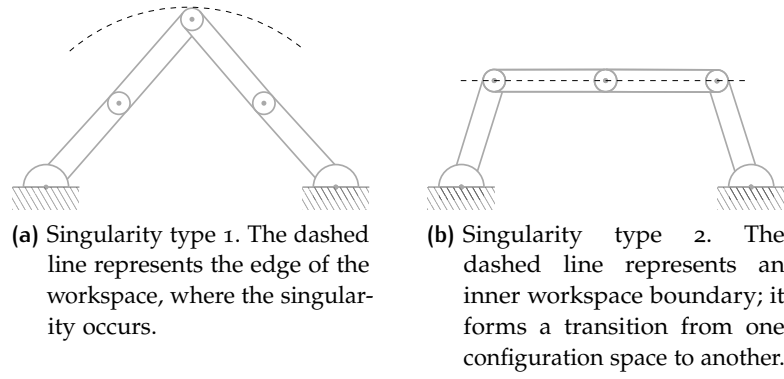 (a) Singularity type 1. The dashed
line represents the edge of the
workspace, where the singular-
ity occurs.
(b) Singularity type 2. The
dashed line represents an
inner workspace boundary; it
forms a transition from one
configuration space to another.